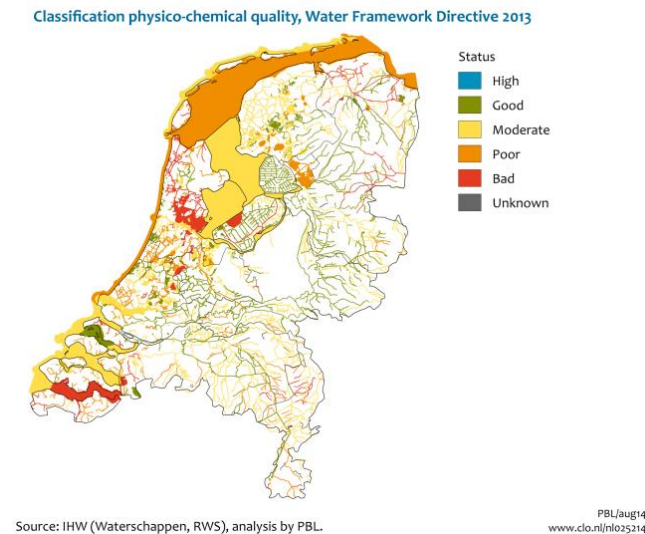 Classification physico-chemical quality, Water Framework Directive 2013
Status
High
Good
Moderate
Poor
Bad
Unknown
Source: IHW (Waterschappen, RWS), analysis by PBL.
PBL/aug14
www.clo.nl/nl025214